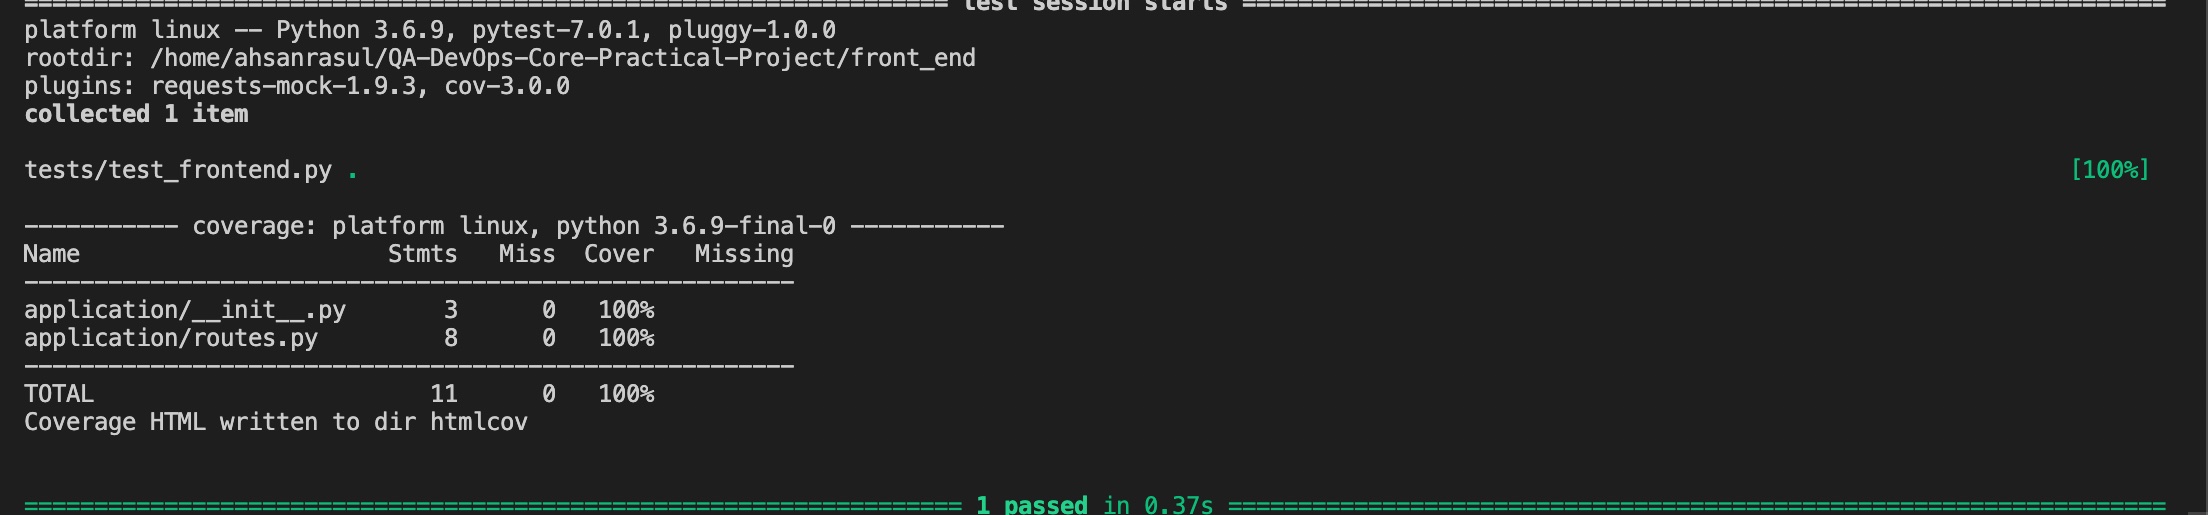 ============================= test session starts =============================
platform linux -- Python 3.6.9, pytest-7.0.1, pluggy-1.0.0
rootdir: /home/ahsanrasul/QA-DevOps-Core-Practical-Project/front_end
plugins: requests-mock-1.9.3, cov-3.0.0
collected 1 item
tests/test_frontend.py . [100%]
----------- coverage: platform linux, python 3.6.9-final-0 -----------
Name Stmts Miss Cover Missing
-------------------------------------------------------
application/__init__.py 3 0 100%
application/routes.py 8 0 100%
-------------------------------------------------------
TOTAL 11 0 100%
Coverage HTML written to dir htmlcov
============================= 1 passed in 0.37s =============================